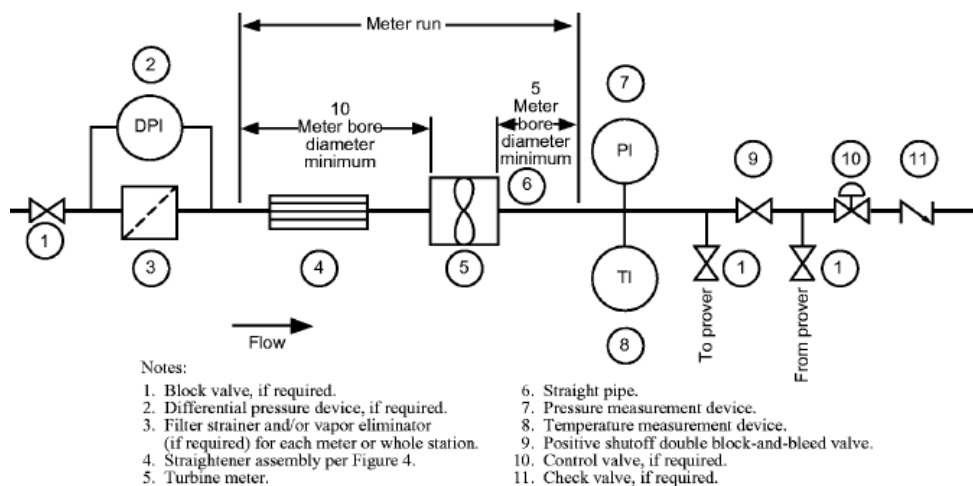 Meter run
2
7
DPI
10
Meter bore
diameter
minimum
5
Meter
bore
diameter
minimum
6
PI
9
10
11
1
3
4
5
TI
1
1
8
To prover
From prover
Flow
Notes:
1. Block valve, if required.
2. Differential pressure device, if required.
3. Filter strainer and/or vapor eliminator
(if required) for each meter or whole station.
4. Straightener assembly per Figure 4.
5. Turbine meter.
6. Straight pipe.
7. Pressure measurement device.
8. Temperature measurement device.
9. Positive shutoff double block-and-bleed valve.
10. Control valve, if required.
11. Check valve, if required.